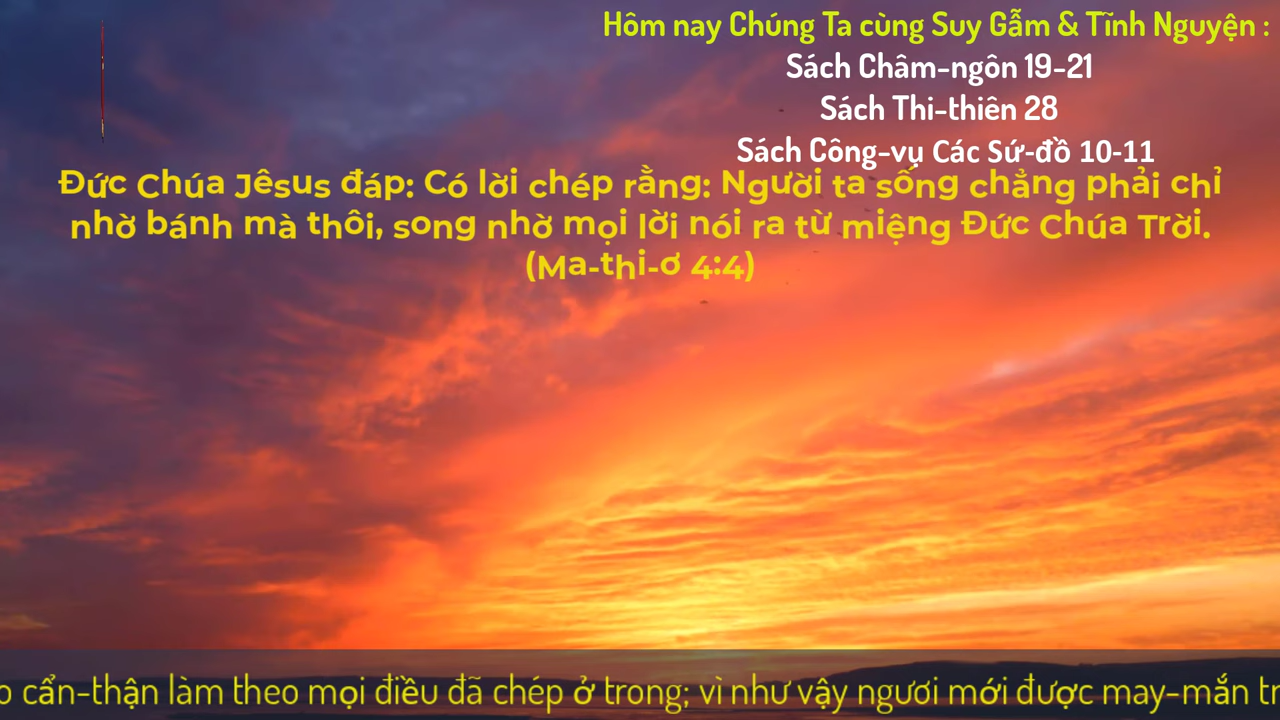 Hôm nay Chúng Ta cùng Suy Gẫm & Tĩnh Nguyện :
Sách Châm-ngôn 19-21
Sách Thi-thiên 28
Sách Công-vụ Các Sứ-đồ 10-11
Đức Chúa Jêsus đáp: Có lời chép rằng: Người ta sống chẳng phải chỉ
nhờ bánh mà thôi, song nhờ mọi lời nói ra từ miệng Đức Chúa Trời.
(Ma-thi-ơ 4:4)
cẩn-thận làm theo mọi điều đã chép ở trong; vì như vậy ngươi mới được may-mắn